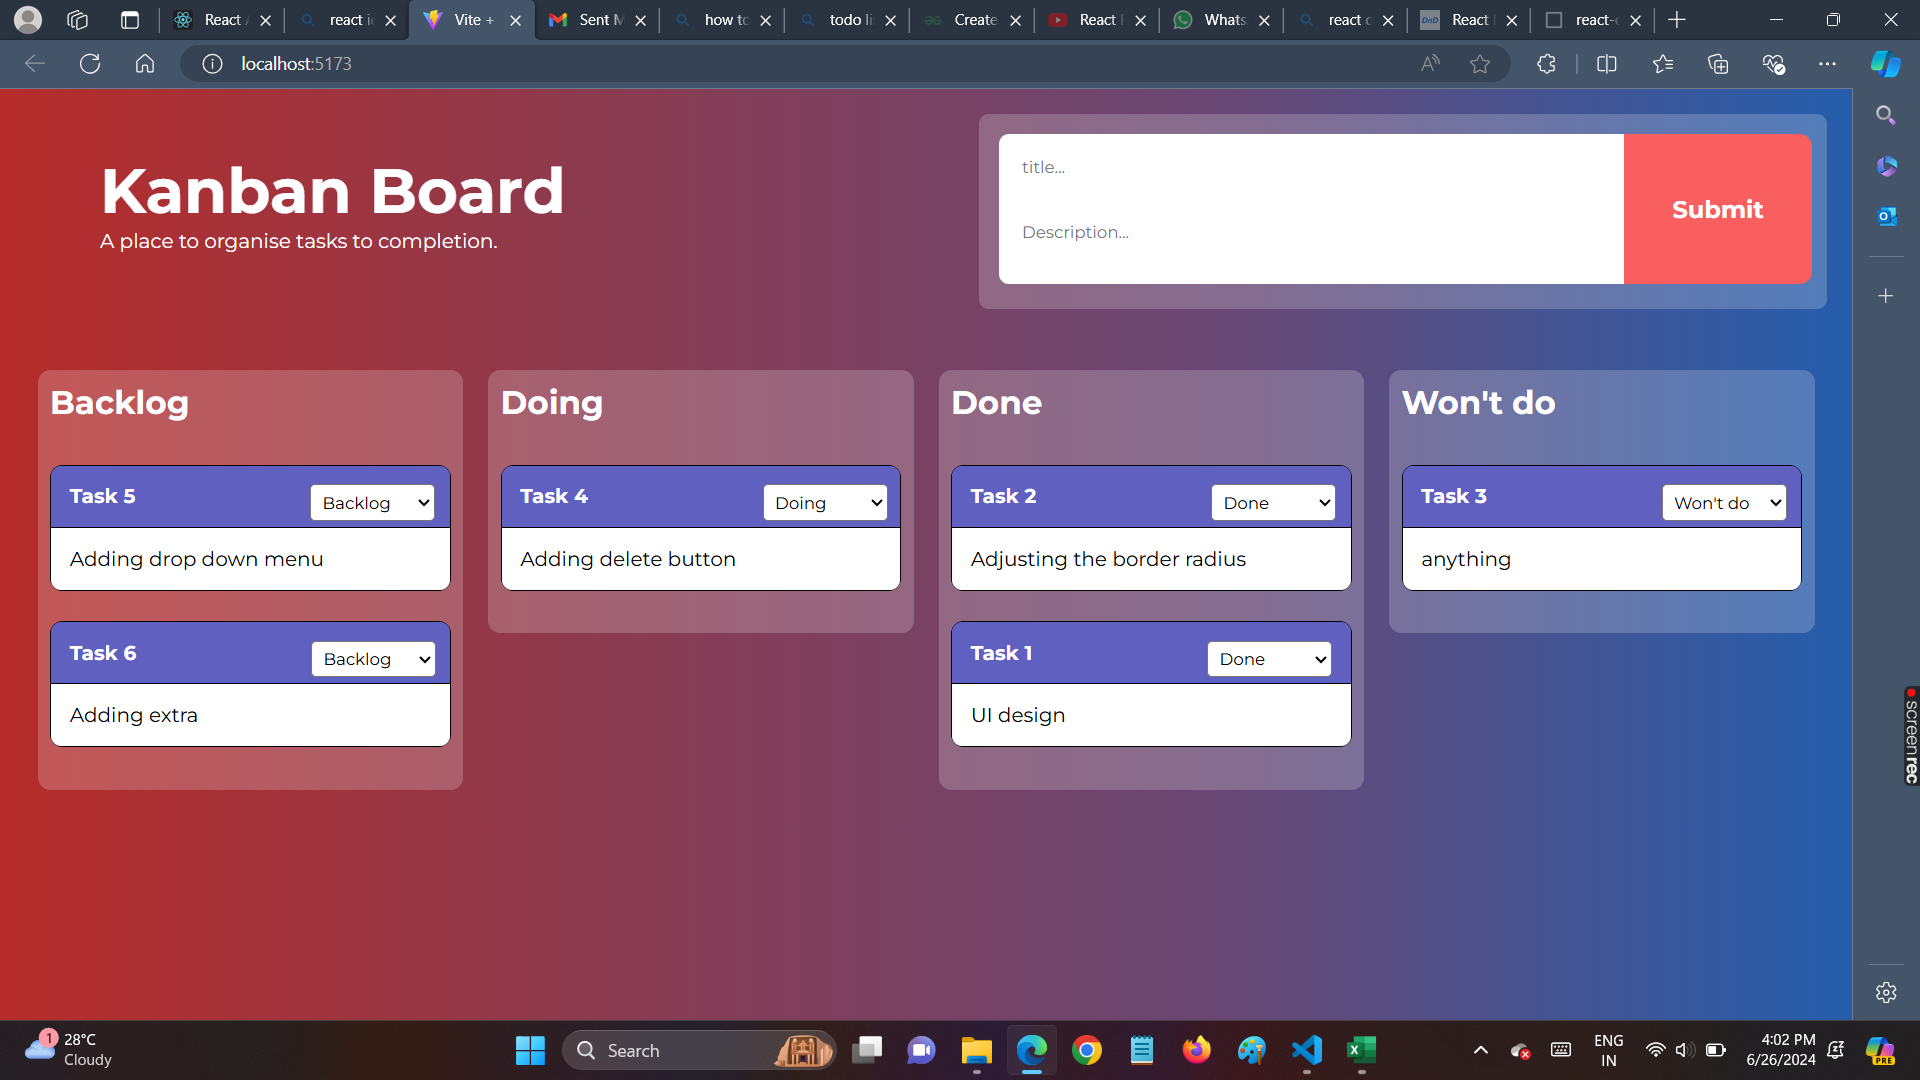 React A
react ic
Vite +
Sent M
how to
todo li
Create
React
Whats
react c
DnD
React
react-
localhost:5173
Kanban Board
A place to organise tasks to completion.
title...
Description...
Submit
Backlog
Task 5
Backlog
Adding drop down menu
Task 6
Backlog
Adding extra
Doing
Task 4
Doing
Adding delete button
Done
Task 2
Done
Adjusting the border radius
Task 1
Done
UI design
Won't do
Task 3
Won't do
anything
screenrec
1
28°C
Cloudy
Search
PRE
ENG
IN
4:02 PM
6/26/2024